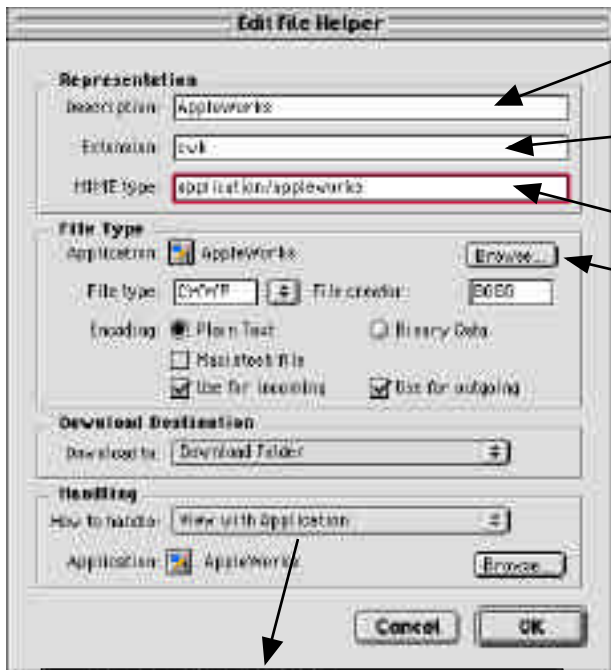 Edit File Helper
Representation
Description: AppleWorks
Extension: cwk
MIME type: application/appleworks
File Type
Application: AppleWorks Browse...
File type: File creator:
Encoding: Plain Text Binary Data
Macintosh file
Use for incoming Use for outgoing
Download Destination
Download to: Download Folder
Handling
How to handle: View with Application
Application: AppleWorks Browse...
Cancel OK